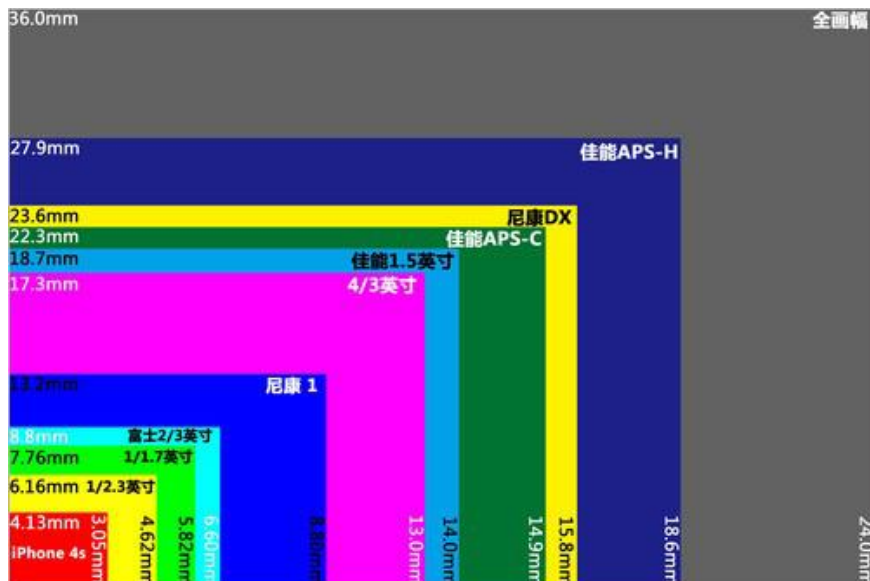 36.0mm 全画幅
27.9mm 佳能APS-H
23.6mm 尼康DX
22.3mm 佳能APS-C
18.7mm 佳能1.5英寸
17.3mm 4/3英寸
13.2mm 尼康 1
8.8mm 富士2/3英寸
7.76mm 1/1.7英寸
6.16mm 1/2.3英寸
4.13mm
iPhone 4s
3.05mm
4.62mm
5.82mm
6.60mm
8.80mm
13.0mm
14.0mm
14.9mm
15.8mm
18.6mm
24.0mm